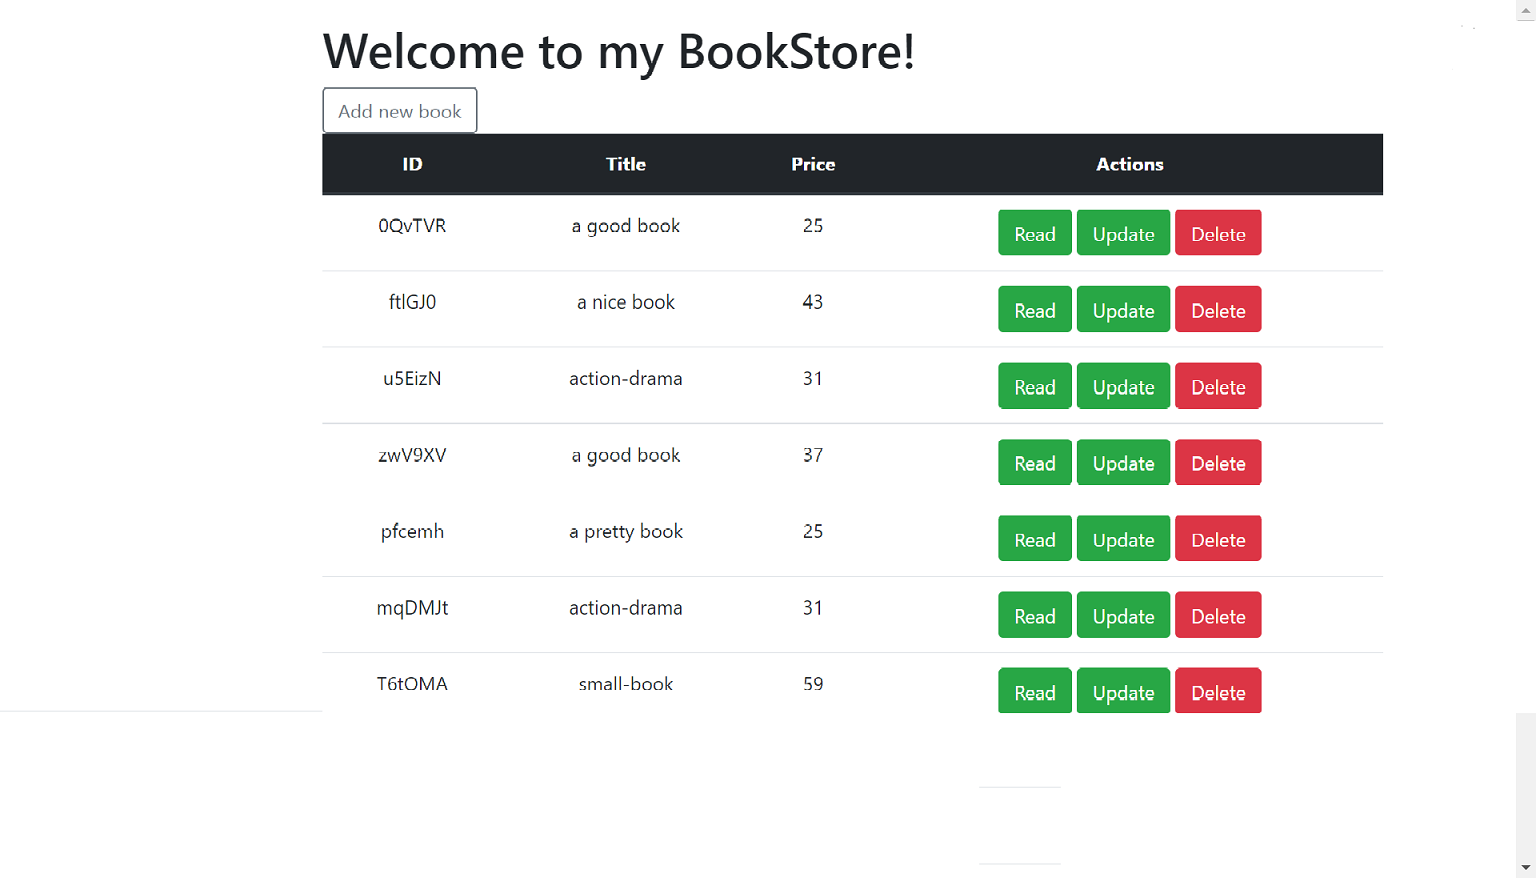 Welcome to my BookStore!
Add new book
ID Title Price Actions
0QvTVR a good book 25 Read Update Delete
ftlGJ0 a nice book 43 Read Update Delete
u5EizN action-drama 31 Read Update Delete
zwV9XV a good book 37 Read Update Delete
pfcemh a pretty book 25 Read Update Delete
mqDMJt action-drama 31 Read Update Delete
T6tOMA small-book 59 Read Update Delete